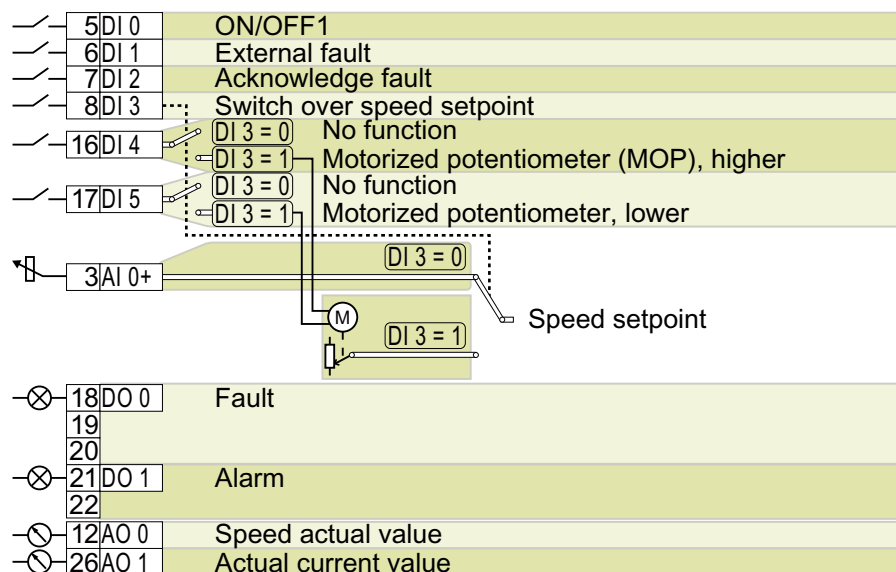 5 DI 0 ON/OFF1
6 DI 1 External fault
7 DI 2 Acknowledge fault
8 DI 3 Switch over speed setpoint
16 DI 4 DI 3 = 0 No function
DI 3 = 1 Motorized potentiometer (MOP), higher
17 DI 5 DI 3 = 0 No function
DI 3 = 1 Motorized potentiometer, lower
DI 3 = 0
3 AI 0+
M
Speed setpoint
DI 3 = 1
18 DO 0 Fault
19
20
21 DO 1 Alarm
22
12 AO 0 Speed actual value
26 AO 1 Actual current value